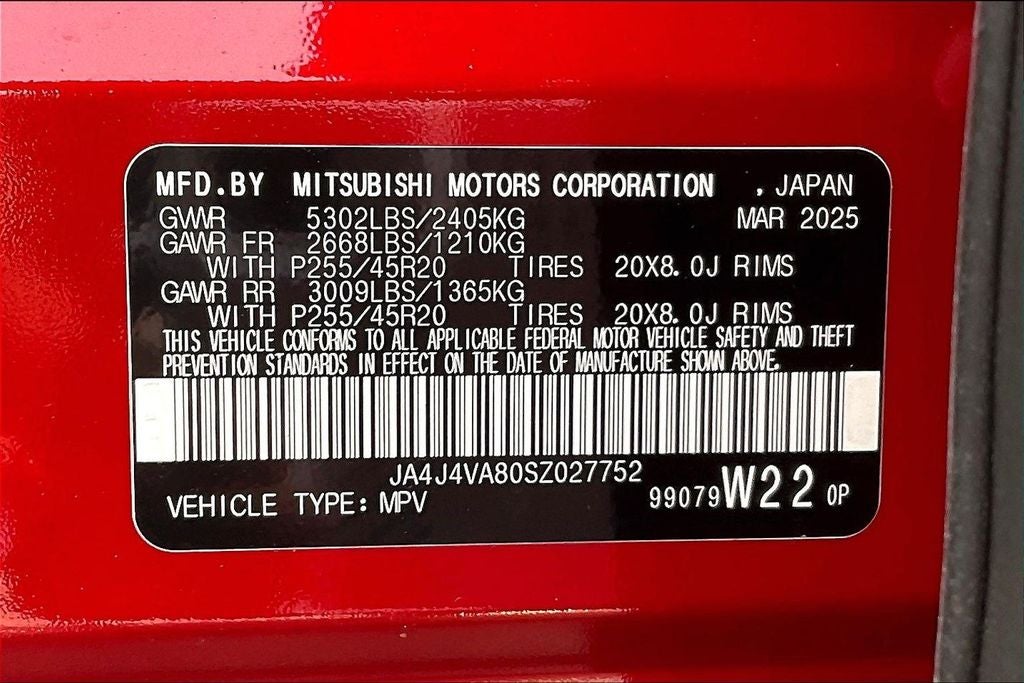 MFD.BY MITSUBISHI MOTORS CORPORATION , JAPAN
GVWR 5302LBS/2405KG MAR 2025
GAWR FR 2668LBS/1210KG
WITH P255/45R20 TIRES 20X8.0J RIMS
GAWR RR 3009LBS/1365KG
WITH P255/45R20 TIRES 20X8.0J RIMS
THIS VEHICLE CONFORMS TO ALL APPLICABLE FEDERAL MOTOR VEHICLE SAFETY AND THEFT
PREVENTION STANDARDS IN EFFECT ON THE DATE OF MANUFACTURE SHOWN ABOVE.
JA4J4VA80SZ027752
VEHICLE TYPE: MPV 99079 W22 0P